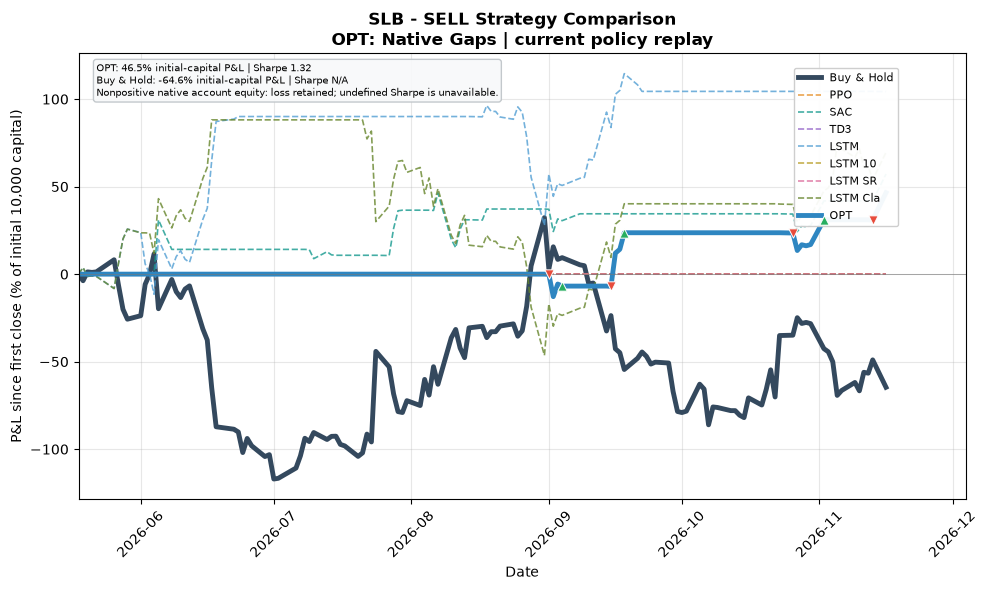 SLB - SELL Strategy Comparison
OPT: Native Gaps | current policy replay
OPT: 46.5% initial-capital P&L | Sharpe 1.32
Buy & Hold: -64.6% initial-capital P&L | Sharpe N/A
Nonpositive native account equity: loss retained; undefined Sharpe is unavailable.
Buy & Hold
PPO
SAC
TD3
LSTM
LSTM 10
LSTM SR
LSTM Cla
OPT
P&L since first close (% of initial 10,000 capital)
100
50
0
−50
−100
2026-06
2026-07
2026-08
2026-09
2026-10
2026-11
2026-12
Date